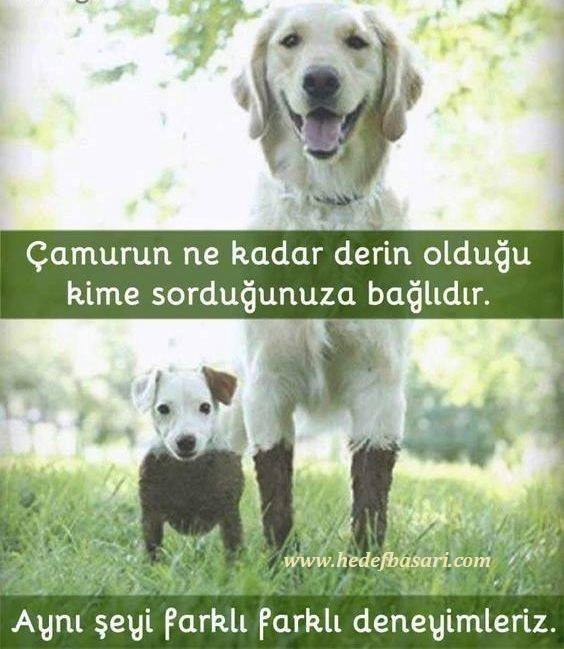 Çamurun ne kadar derin olduğu
kime sorduğunuza bağlıdır.
www.hedefbasari.com
Aynı şeyi farklı farklı deneyimleriz.